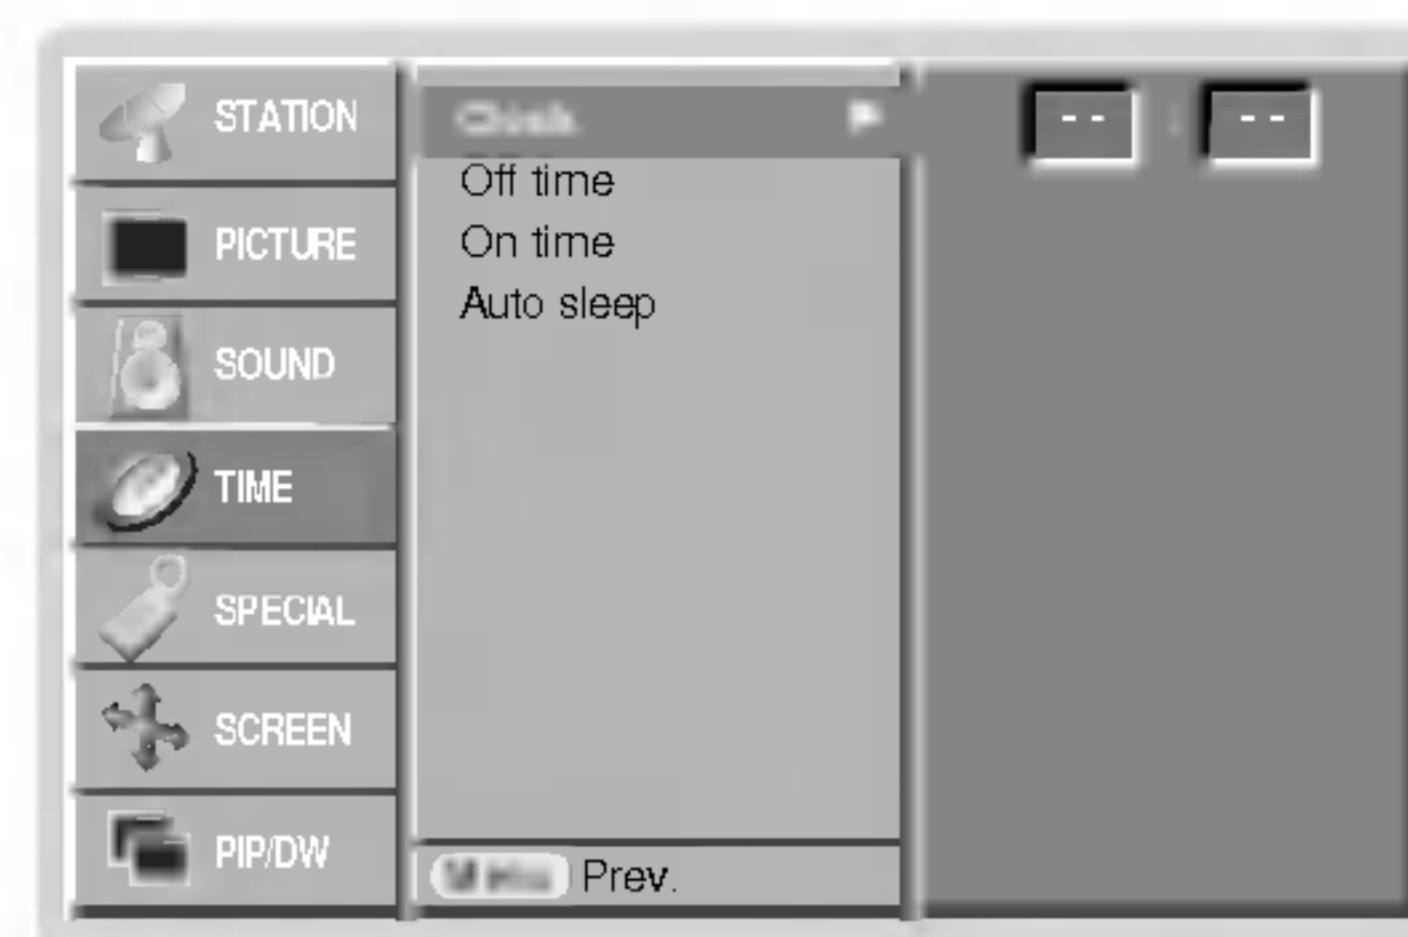 STATION
PICTURE
SOUND
TIME
SPECIAL
SCREEN
PIP/DW
Off time
On time
Auto sleep
Prev.
-- : --